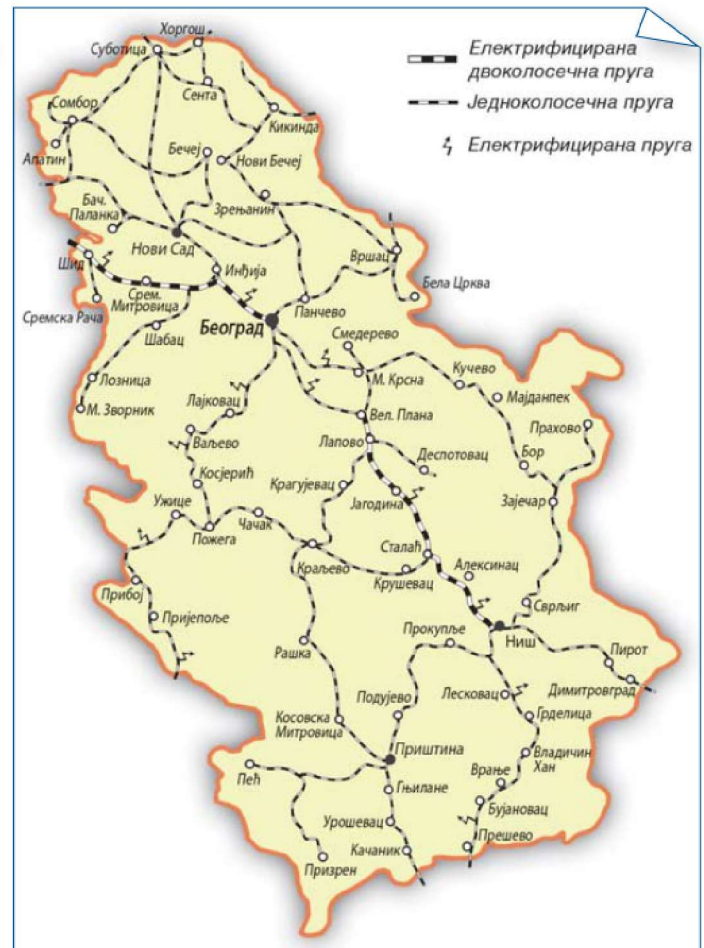 Електрифицирана
двоколосечна пруга
Једноколосечна пруга
Електрифицирана пруга
Хоргош
Суботица
Сента
Сомбор
Кикинда
Апатин
Бечеј
Нови Бечеј
Бач.
Паланка
Зрењанин
Нови Сад
Вршац
Шид
Инђија
Бела Црква
Срем.
Митровица
Панчево
Сремска Рача
Београд
Шабац
Смедерево
Лозница
М. Крсна
Кучево
Мајданпек
М. Зворник
Лајковац
Вел. Плана
Прахово
Ваљево
Лапово
Бор
Деспотовац
Косјерић
Крагујевац
Јагодина
Зајечар
Ужице
Чачак
Пожега
Сталаћ
Алексинац
Краљево
Крушевац
Прибој
Сврљиг
Пријепоље
Прокупље
Ниш
Рашка
Пирот
Подујево
Лесковац
Димитровград
Косовска
Митровица
Грделица
Приштина
Владичин
Хан
Пећ
Врање
Гњилане
Бујановац
Урошевац
Прешево
Качаник
Призрен